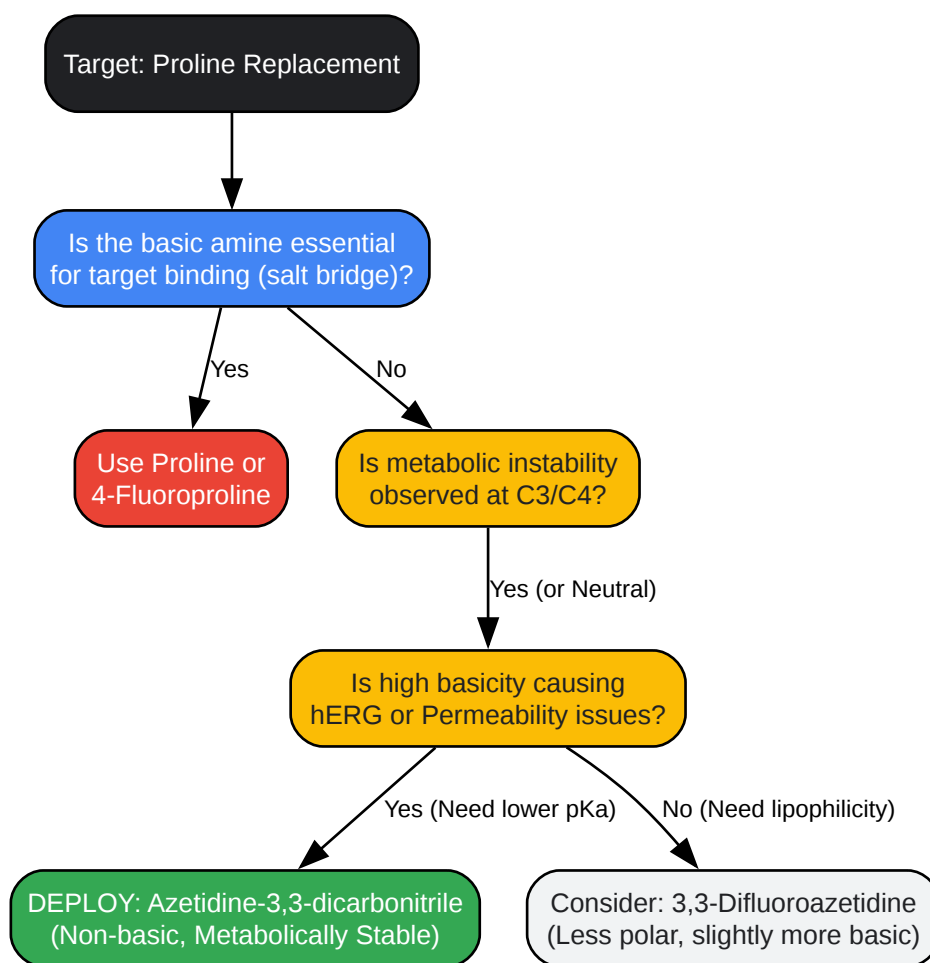 Target: Proline Replacement
Is the basic amine essential
for target binding (salt bridge)?
Yes
No
Use Proline or
4-Fluoroproline
Is metabolic instability
observed at C3/C4?
Yes (or Neutral)
Is high basicity causing
hERG or Permeability issues?
Yes (Need lower pKa)
No (Need lipophilicity)
DEPLOY: Azetidine-3,3-dicarbonitrile
(Non-basic, Metabolically Stable)
Consider: 3,3-Difluoroazetidine
(Less polar, slightly more basic)